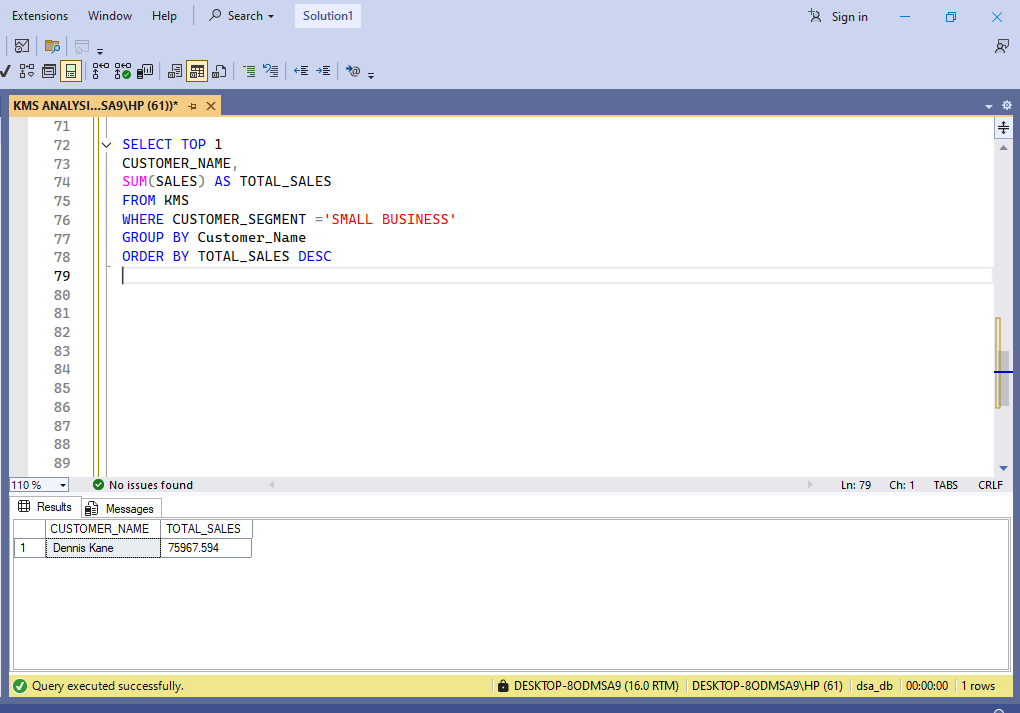 Extensions Window Help Search Solution1 Sign in
KMS ANALYSI...SA9\HP (61))*
71
72 SELECT TOP 1
73 CUSTOMER_NAME,
74 SUM(SALES) AS TOTAL_SALES
75 FROM KMS
76 WHERE CUSTOMER_SEGMENT ='SMALL BUSINESS'
77 GROUP BY Customer_Name
78 ORDER BY TOTAL_SALES DESC
79
80
81
82
83
84
85
86
87
88
89
110 % No issues found Ln: 79 Ch: 1 TABS CRLF
Results Messages
CUSTOMER_NAME TOTAL_SALES
1 Dennis Kane 75967.594
Query executed successfully. DESKTOP-8ODMSA9 (16.0 RTM) DESKTOP-8ODMSA9\HP (61) dsa_db 00:00:00 1 rows